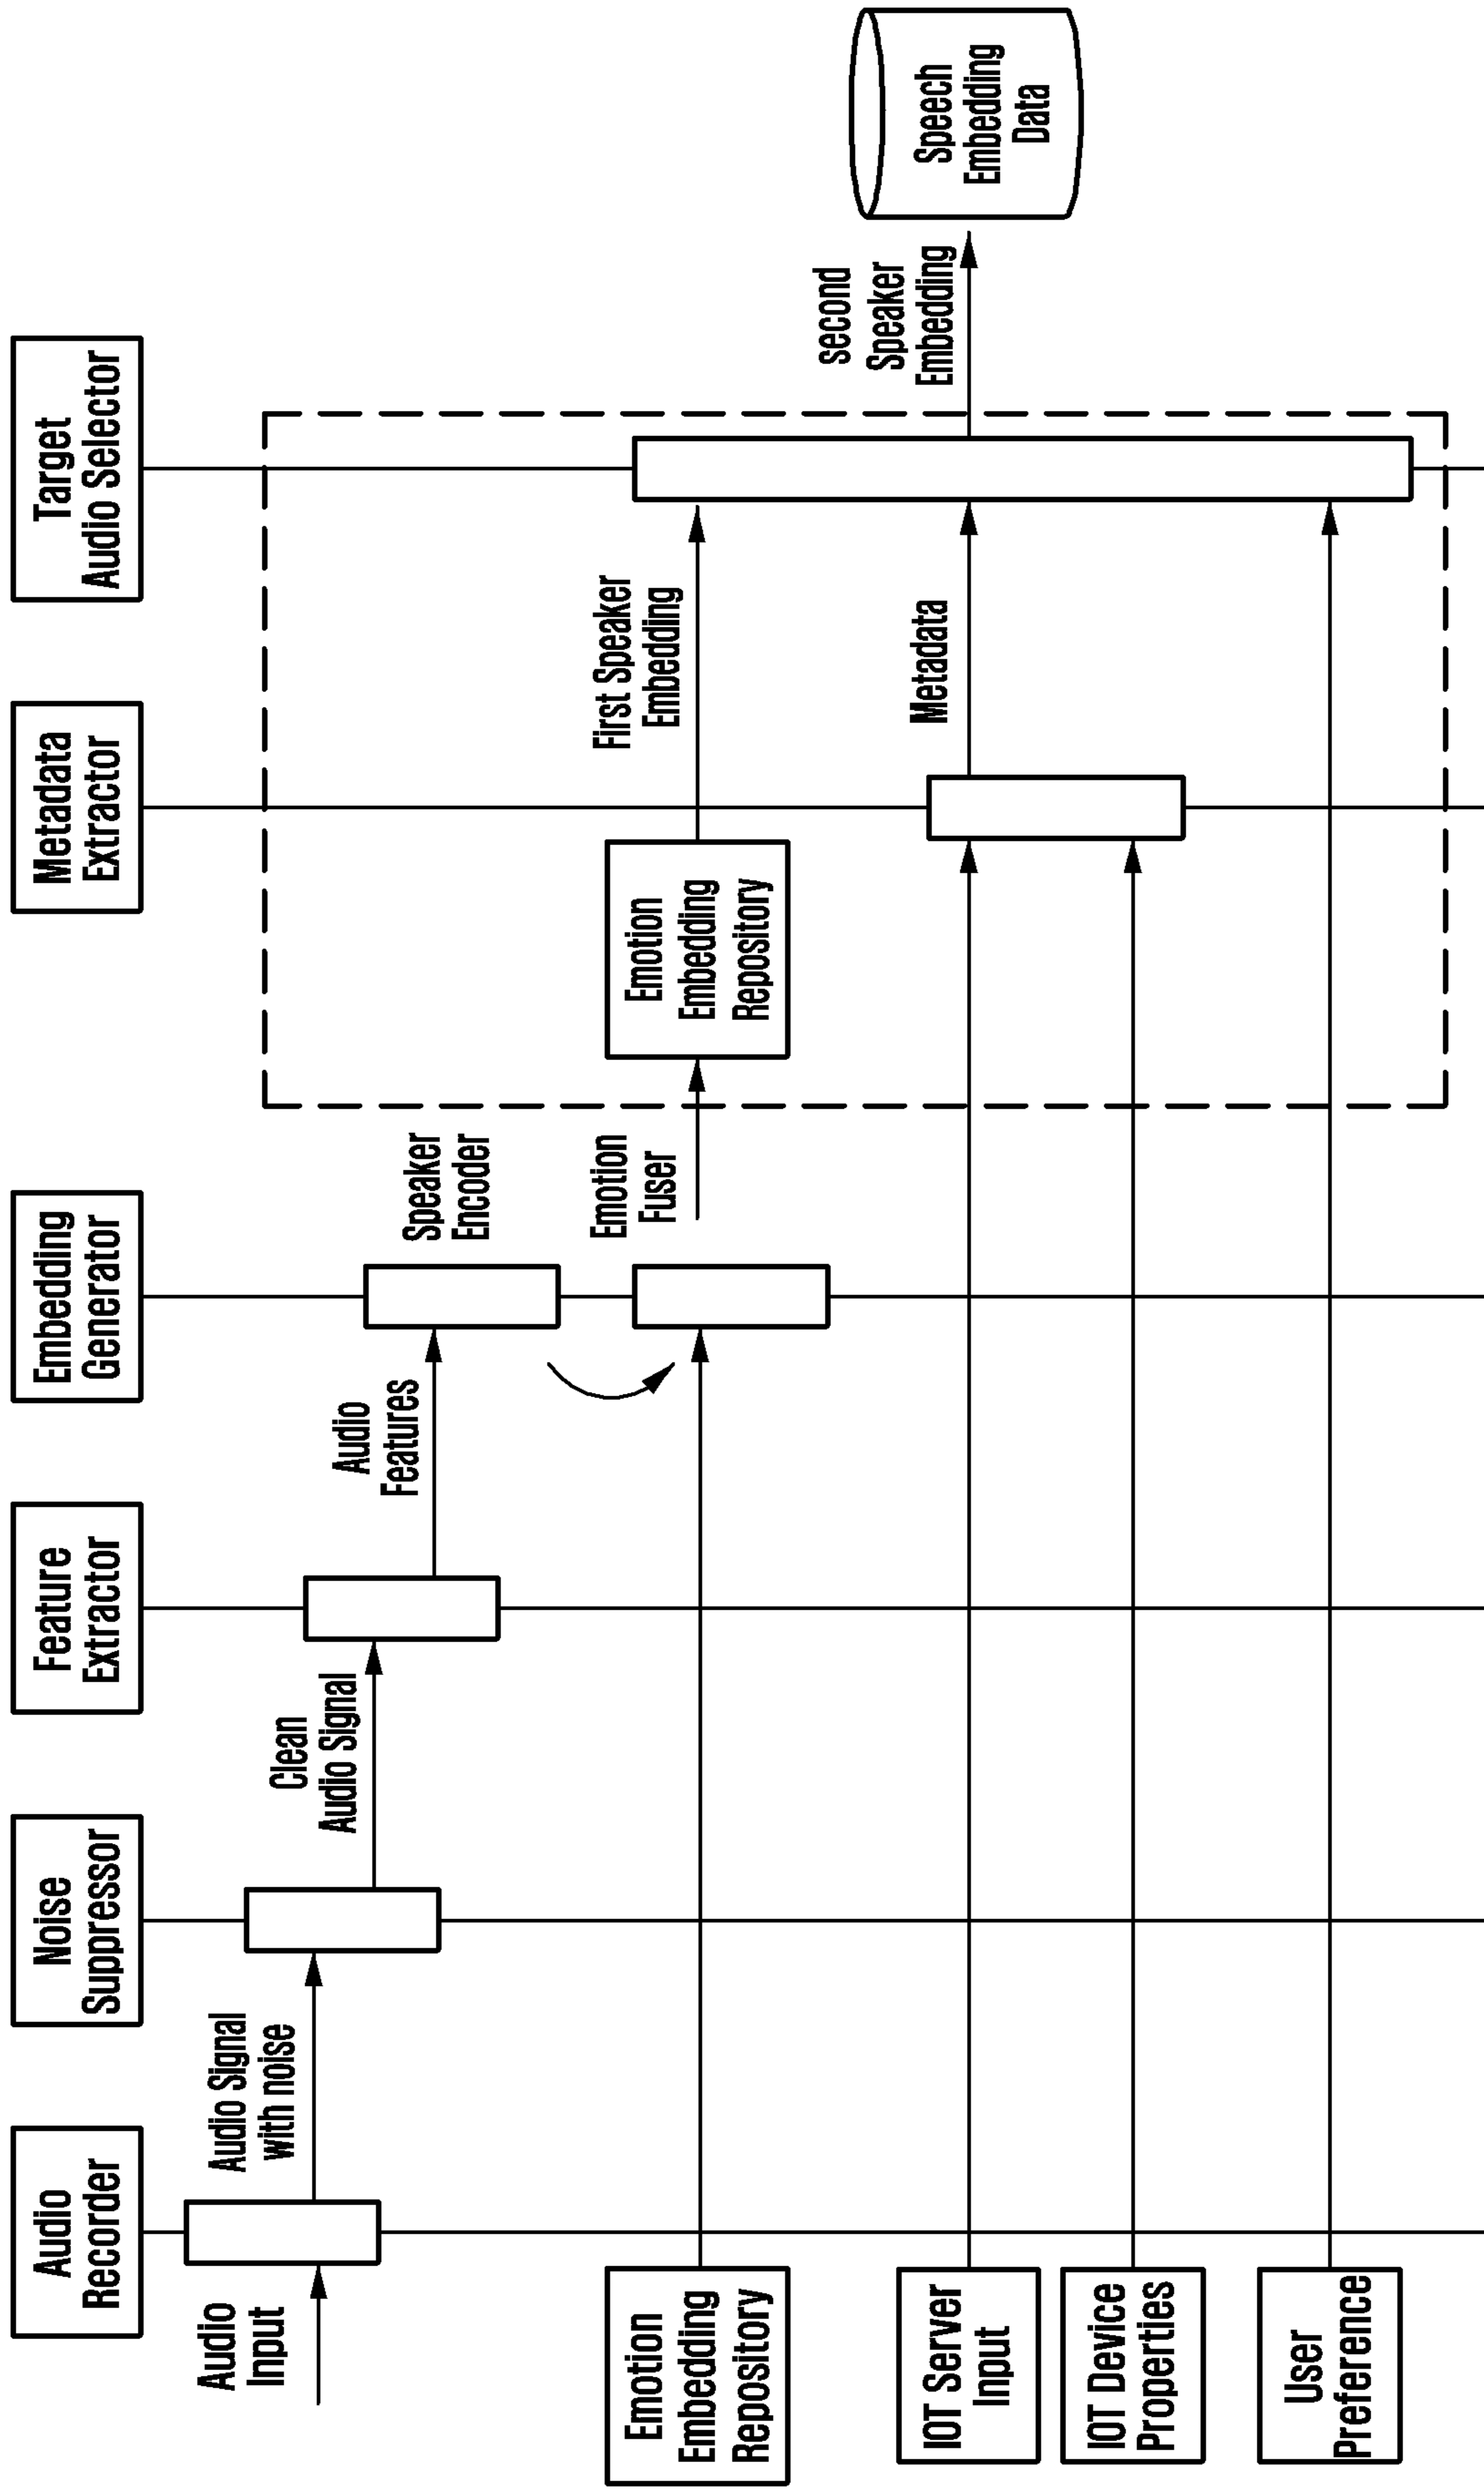 Audio
Recorder
Noise
Suppressor
Feature
Extractor
Embedding
Generator
Metadata
Extractor
Target
Audio Selector
Audio
Input
Audio Signal
with noise
Clean
Audio Signal
Audio
Features
Speaker
Encoder
Emotion
Embedding
Repository
Emotion
Fuser
Emotion
Embedding
Repository
First Speaker
Embedding
second
Speaker
Embedding
Speech
Embedding
Data
IOT Server
Input
Metadata
IOT Device
Properties
User
Preference